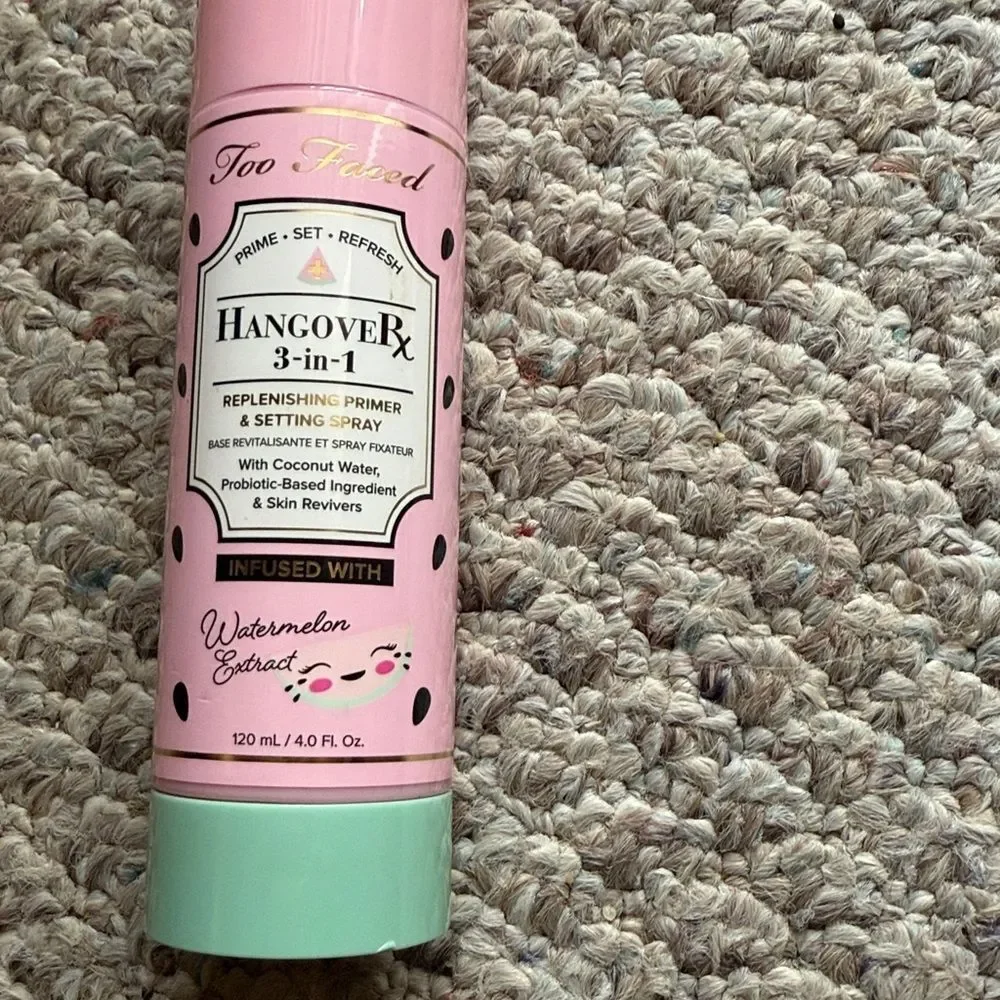 Too Faced
PRIME • SET • REFRESH
HANGOVERx
3-in-1
REPLENISHING PRIMER
& SETTING SPRAY
BASE REVITALISANTE ET SPRAY FIXATEUR
With Coconut Water,
Probiotic-Based Ingredient
& Skin Revivers
INFUSED WITH
Watermelon
Extract
120 mL / 4.0 Fl. Oz.